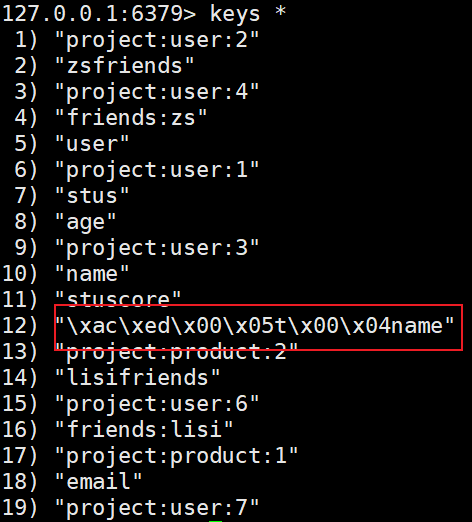 127.0.0.1:6379> keys *
1) "project:user:2"
2) "zsfriends"
3) "project:user:4"
4) "friends:zs"
5) "user"
6) "project:user:1"
7) "stus"
8) "age"
9) "project:user:3"
10) "name"
11) "stuscore"
12) "\xac\xed\x00\x05t\x00\x04name"
13) "project:product:2"
14) "lisifriends"
15) "project:user:6"
16) "friends:lisi"
17) "project:product:1"
18) "email"
19) "project:user:7"